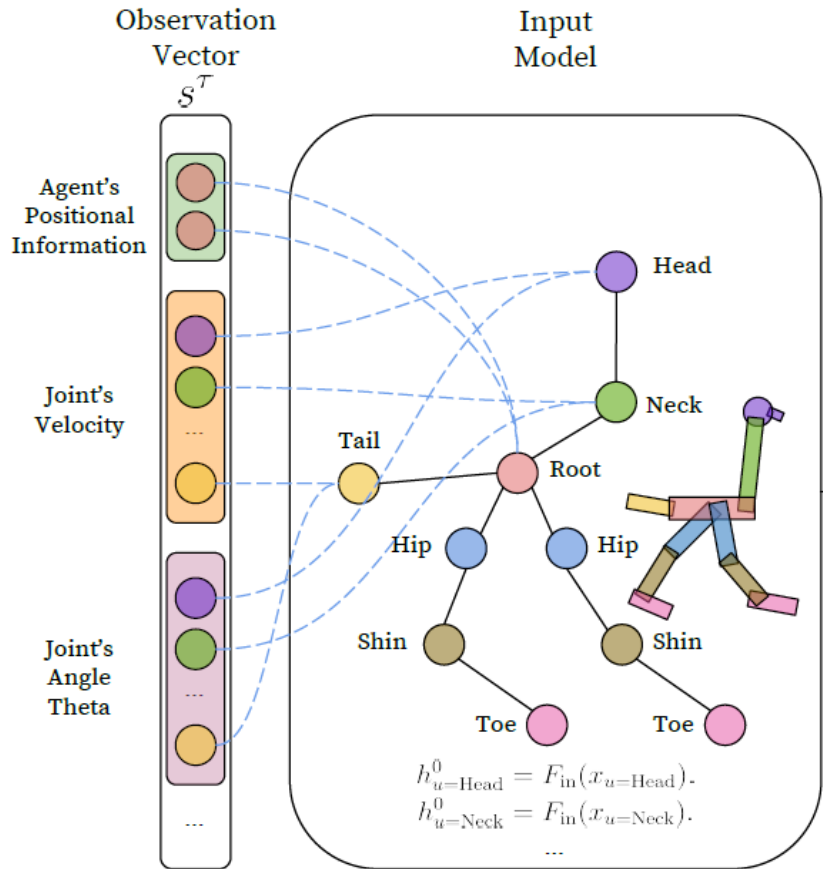 Observation
Vector
s^τ
Input
Model
Agent's
Positional
Information
Joint's
Velocity
...
Joint's
Angle
Theta
...
...
Head
Neck
Tail
Root
Hip
Hip
Shin
Shin
Toe
Toe
h^0_{u=Head} = F_in(x_{u=Head}).
h^0_{u=Neck} = F_in(x_{u=Neck}).
...